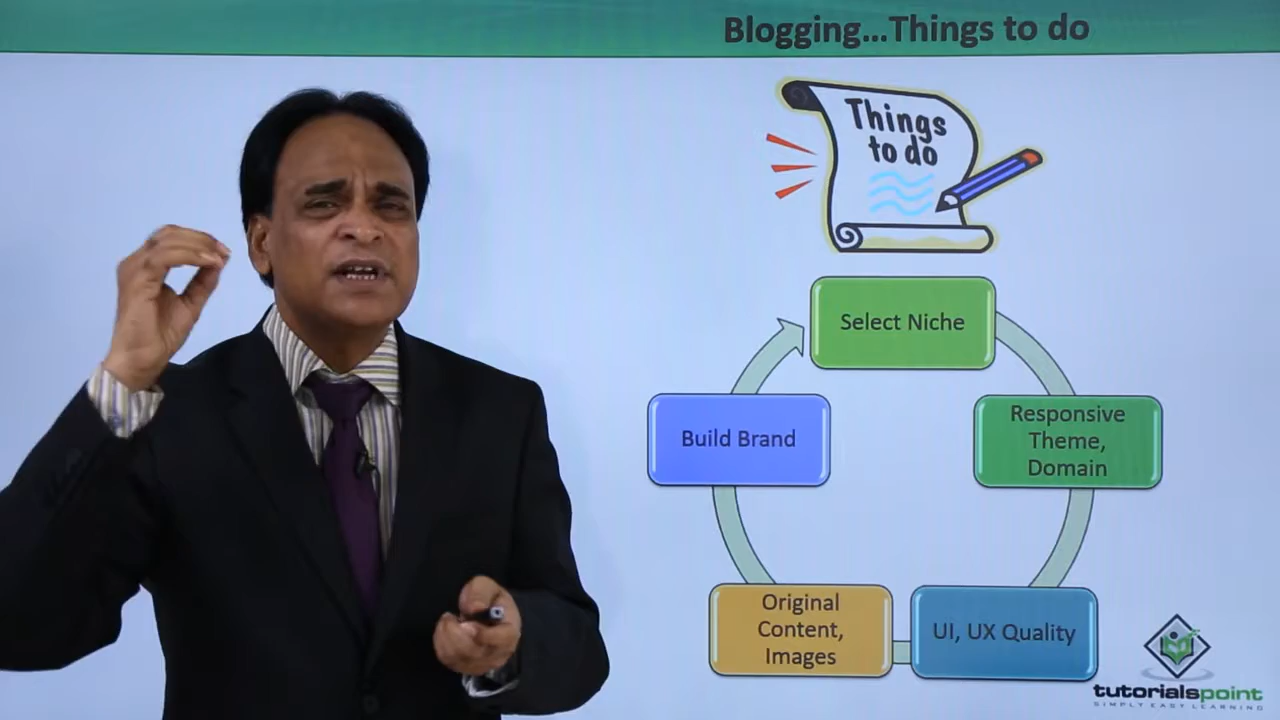 Blogging...Things to do
Things
to do
Select Niche
Responsive
Theme,
Domain
UI, UX Quality
Original
Content,
Images
Build Brand
tutorialspoint
SIMPLY EASY LEARNING